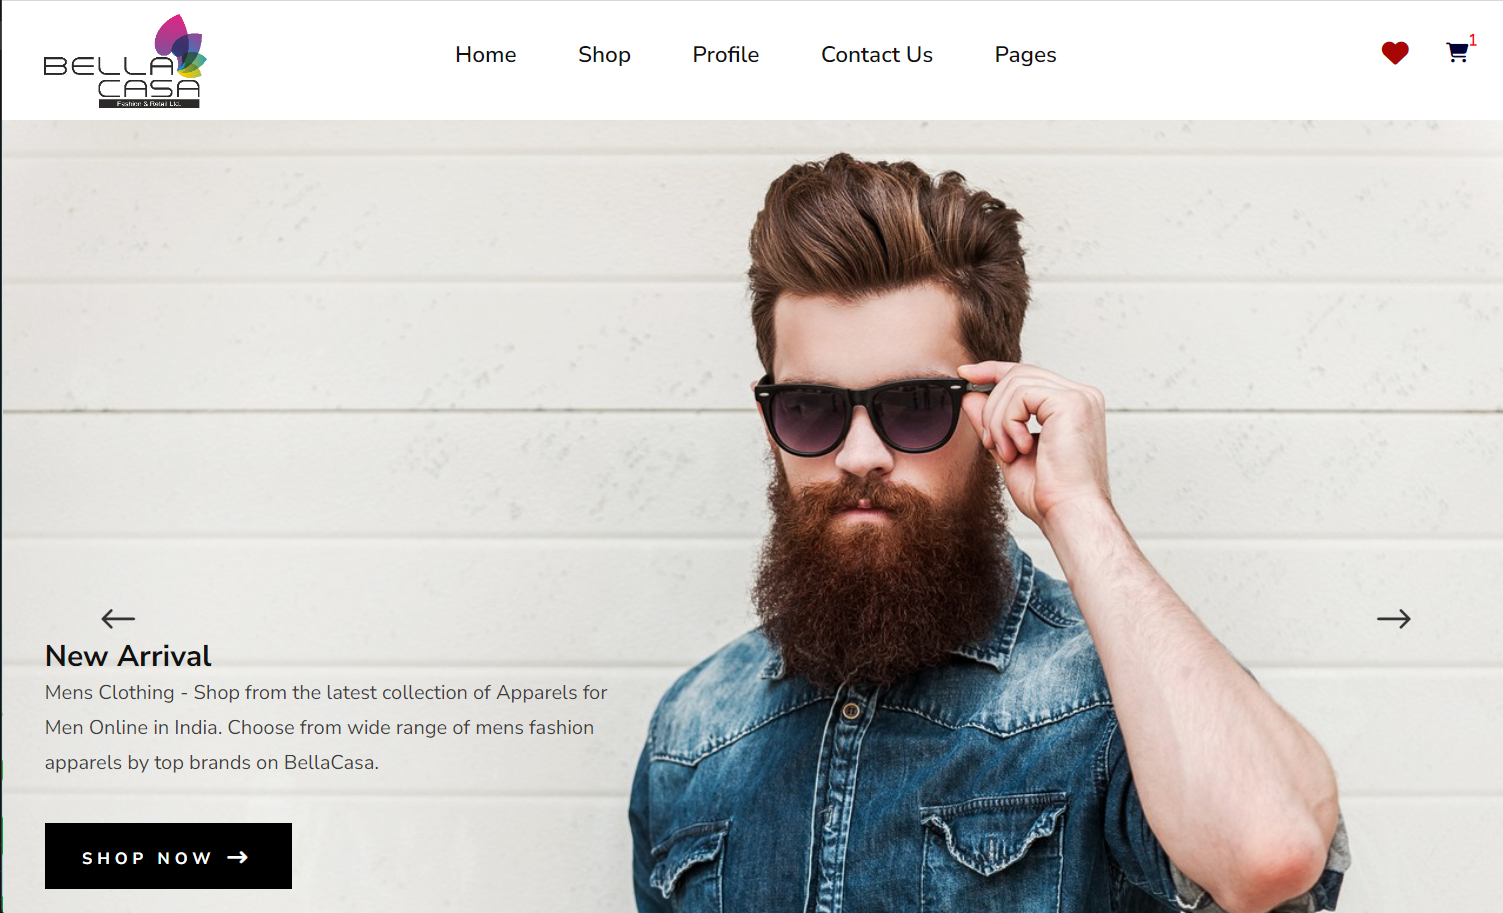 BELLA
CASA
Fashion & Retail Ltd.
Home Shop Profile Contact Us Pages
1
New Arrival
Mens Clothing - Shop from the latest collection of Apparels for
Men Online in India. Choose from wide range of mens fashion
apparels by top brands on BellaCasa.
SHOP NOW